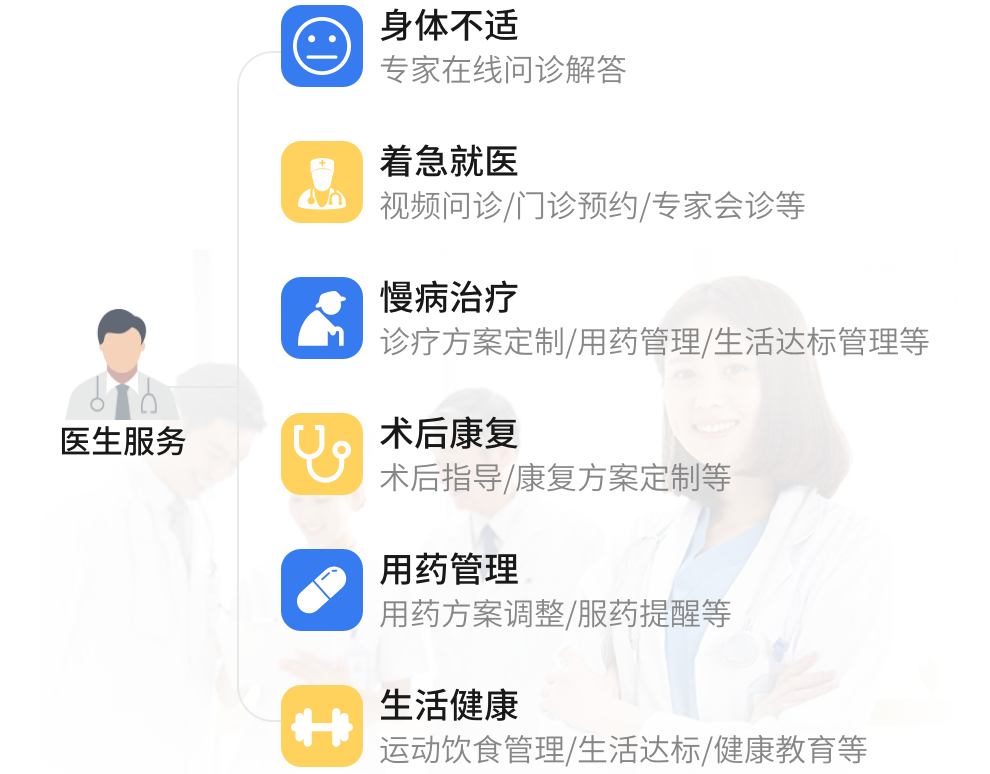 身体不适
专家在线问诊解答
着急就医
视频问诊/门诊预约/专家会诊等
慢病治疗
诊疗方案定制/用药管理/生活达标管理等
医生服务
术后康复
术后指导/康复方案定制等
用药管理
用药方案调整/服药提醒等
生活健康
运动饮食管理/生活达标/健康教育等